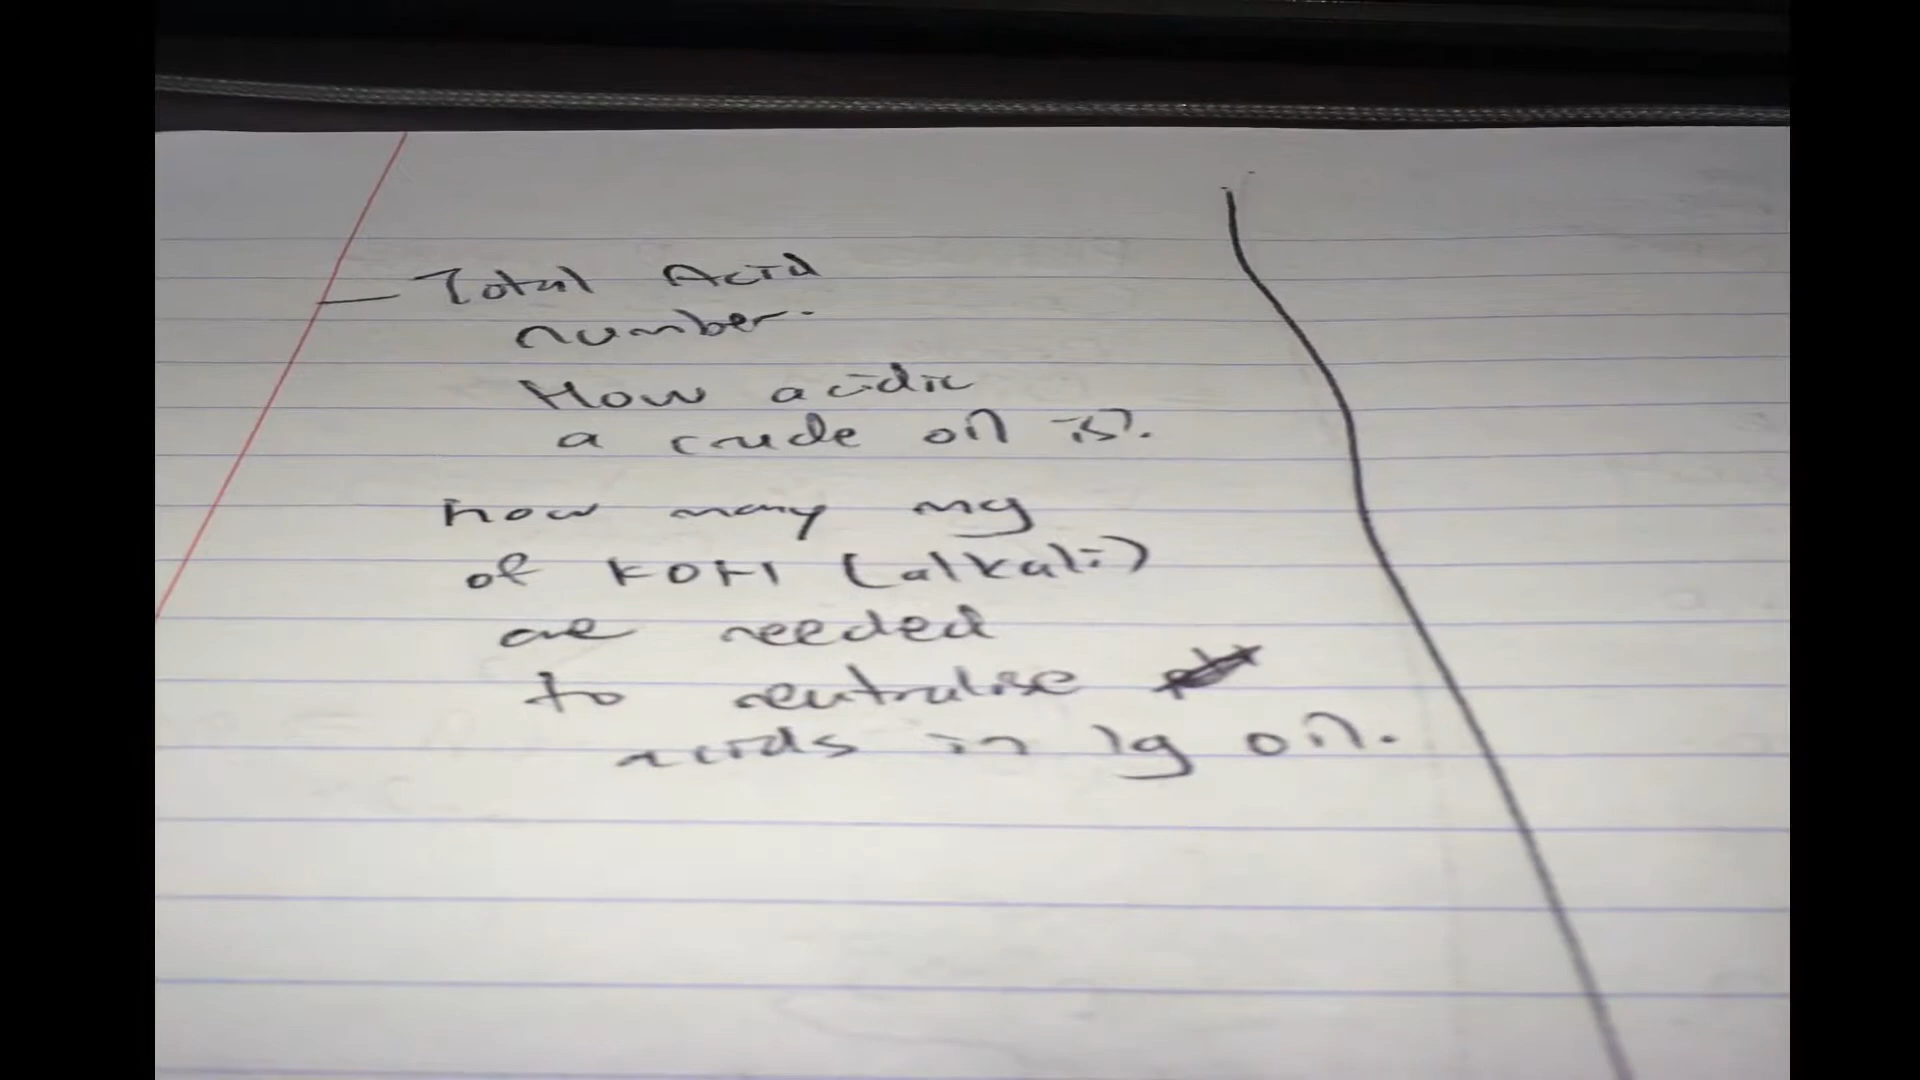 — Total Acid
number.
How acidic
a crude oil is?.
how many mg
of KOH (alkali)
are needed
to neutralise
acids in 1g oil.